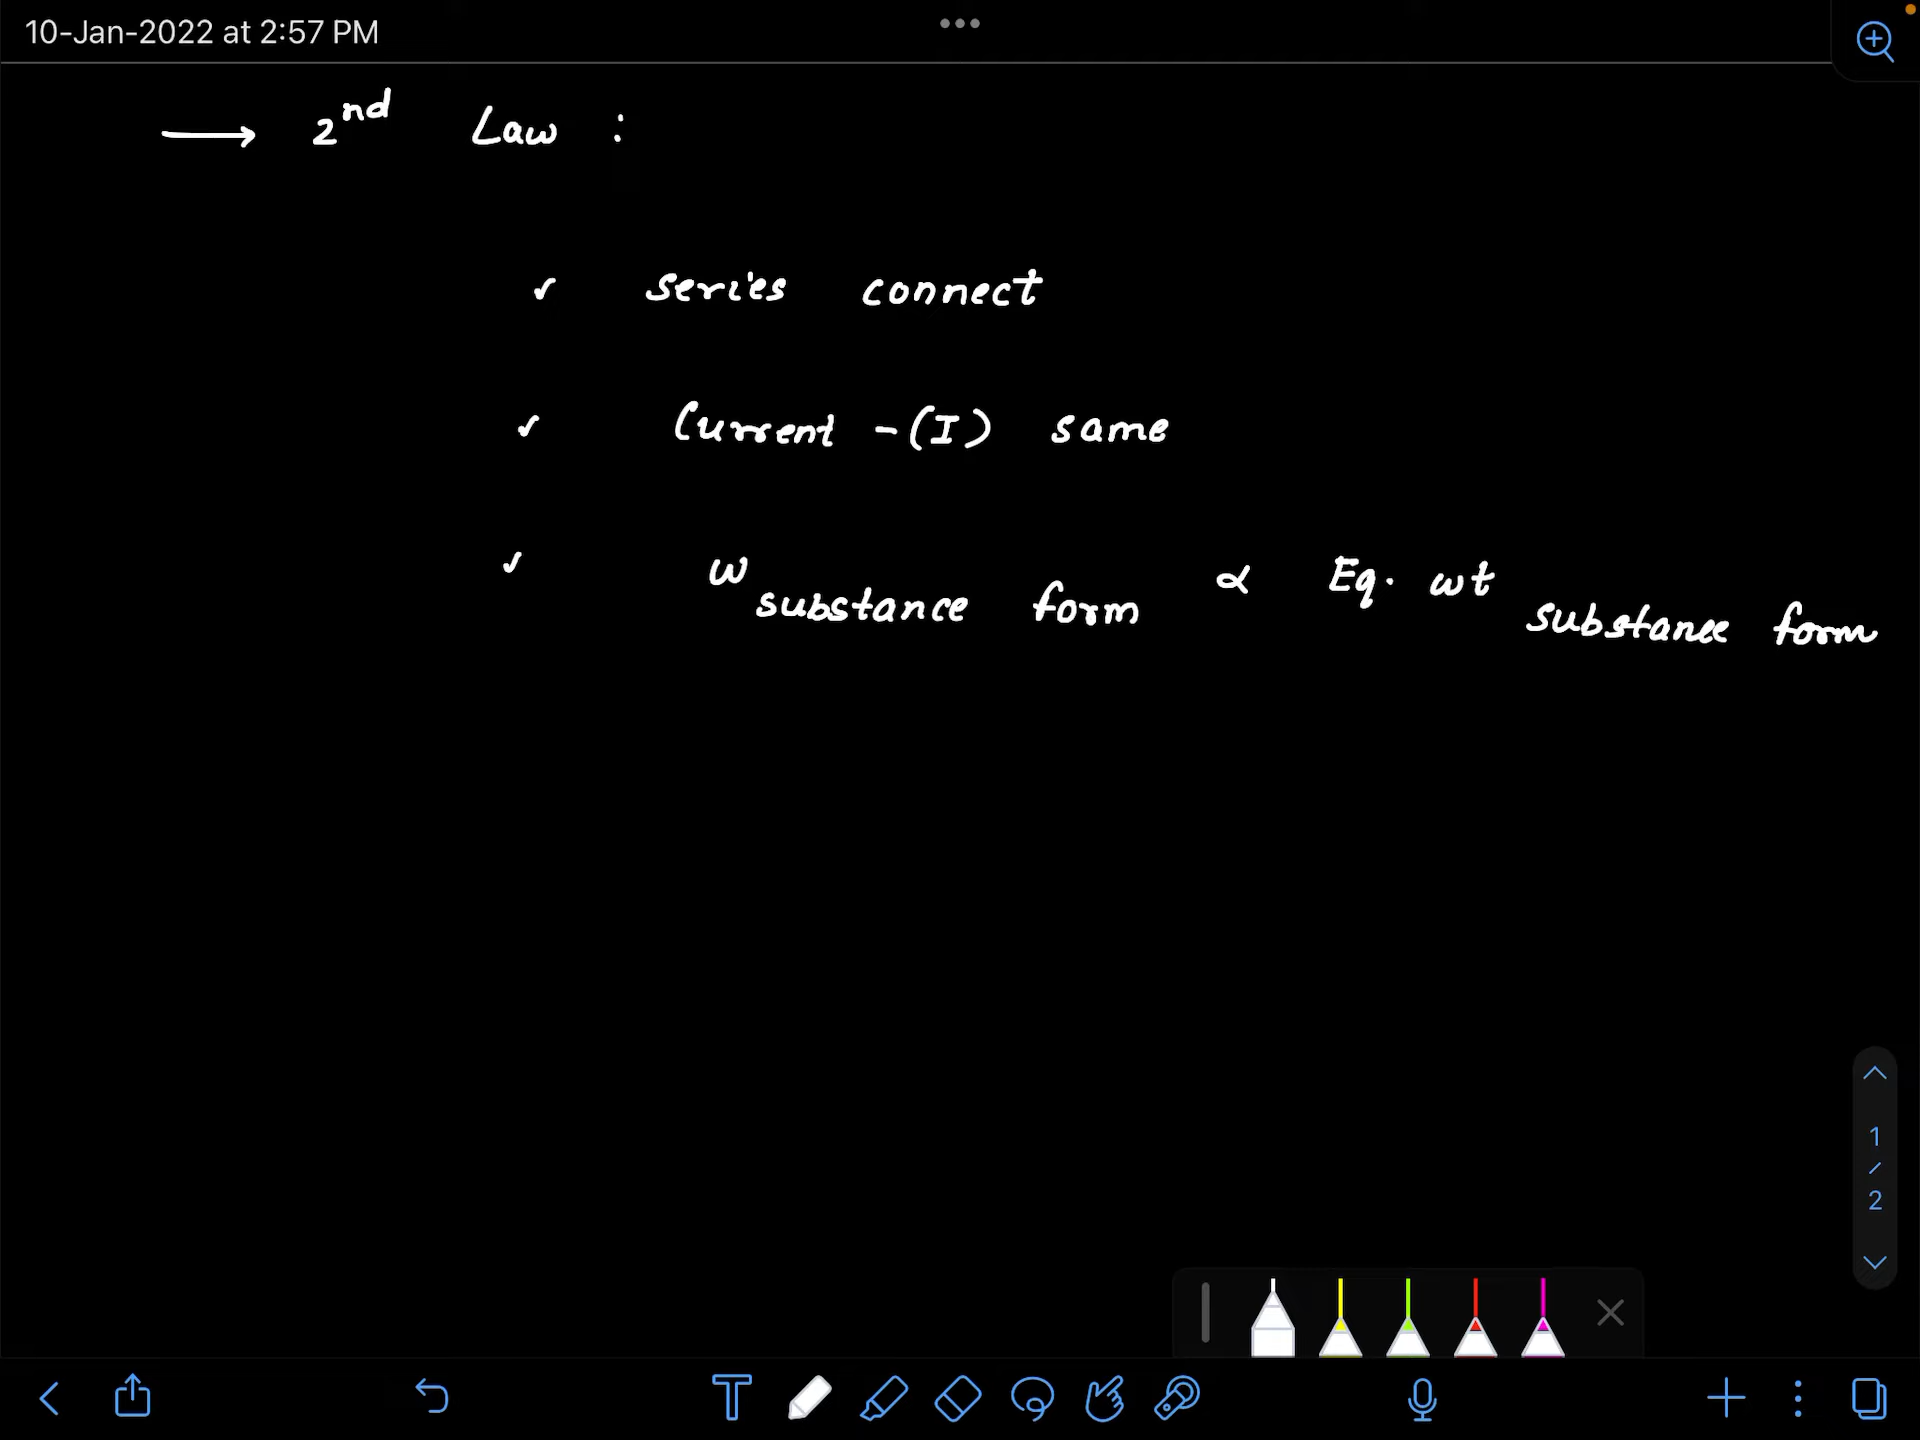 10-Jan-2022 at 2:57 PM
→ 2nd Law :
✓ series connect
✓ Current -(I) same
✓ W substance form ∝ Eq. wt substance form
1
/
2
T